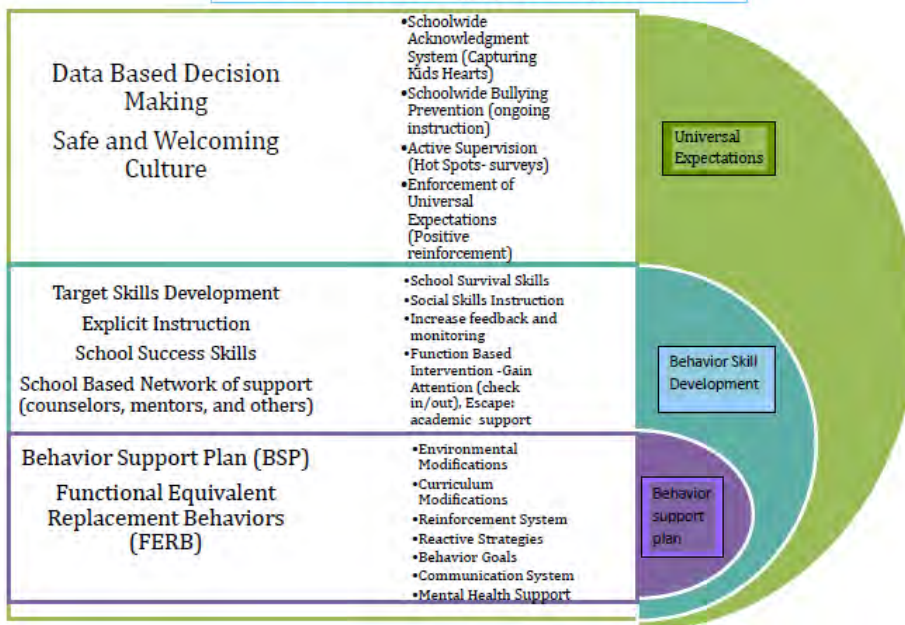 Data Based Decision
Making
Safe and Welcoming
Culture
•Schoolwide
Acknowledgment
System (Capturing
Kids Hearts)
•Schoolwide Bullying
Prevention (ongoing
instruction)
•Active Supervision
(Hot Spots- surveys)
•Enforcement of
Universal
Expectations
(Positive
reinforcement)
Universal
Expectations
Target Skills Development
Explicit Instruction
School Success Skills
School Based Network of support
(counselors, mentors, and others)
•School Survival Skills
•Social Skills Instruction
•Increase feedback and
monitoring
•Function Based
Intervention -Gain
Attention (check
in/out), Escape:
academic support
Behavior Skill
Development
Behavior Support Plan (BSP)
Functional Equivalent
Replacement Behaviors
(FERB)
•Environmental
Modifications
•Curriculum
Modifications
•Reinforcement System
•Reactive Strategies
•Behavior Goals
•Communication System
•Mental Health Support
Behavior
support
plan